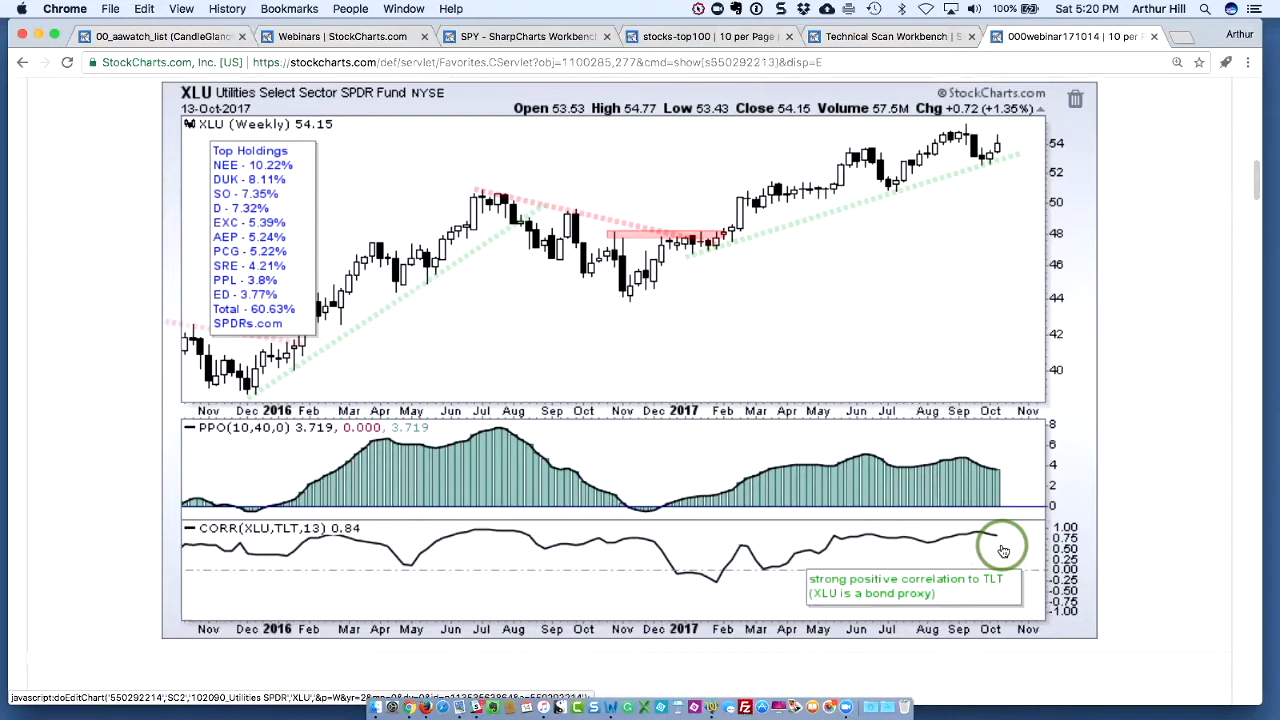 Chrome File Edit View History Bookmarks People Window Help 100% Sat 5:20 PM Arthur Hill
00_aawatch_list (CandleGlanc × Webinars | StockCharts.com × SPY - SharpCharts Workbench × stocks-top100 | 10 per Page | × Technical Scan Workbench | S × 000webinar171014 | 10 per P × Arthur
StockCharts.com, Inc. [US] | https://stockcharts.com/def/servlet/Favorites.CServlet?obj=1100285,277&cmd=show[s550292213]&disp=E
XLU Utilities Select Sector SPDR Fund NYSE © StockCharts.com
13-Oct-2017 Open 53.53 High 54.77 Low 53.43 Close 54.15 Volume 57.5M Chg +0.72 (+1.35%)
XLU (Weekly) 54.15
Top Holdings
NEE - 10.22%
DUK - 8.11%
SO - 7.35%
D - 7.32%
EXC - 5.39%
AEP - 5.24%
PCG - 5.22%
SRE - 4.21%
PPL - 3.8%
ED - 3.77%
Total - 60.63%
SPDRs.com
54
52
50
48
46
44
42
40
Nov Dec 2016 Feb Mar Apr May Jun Jul Aug Sep Oct Nov Dec 2017 Feb Mar Apr May Jun Jul Aug Sep Oct Nov
PPO(10,40,0) 3.719, 0.000, 3.719
8
6
4
2
0
CORR(XLU,TLT,13) 0.84
1.00
0.75
0.50
0.25
0.00
-0.25
-0.50
-0.75
-1.00
strong positive correlation to TLT
(XLU is a bond proxy)
Nov Dec 2016 Feb Mar Apr May Jun Jul Aug Sep Oct Nov Dec 2017 Feb Mar Apr May Jun Jul Aug Sep Oct Nov